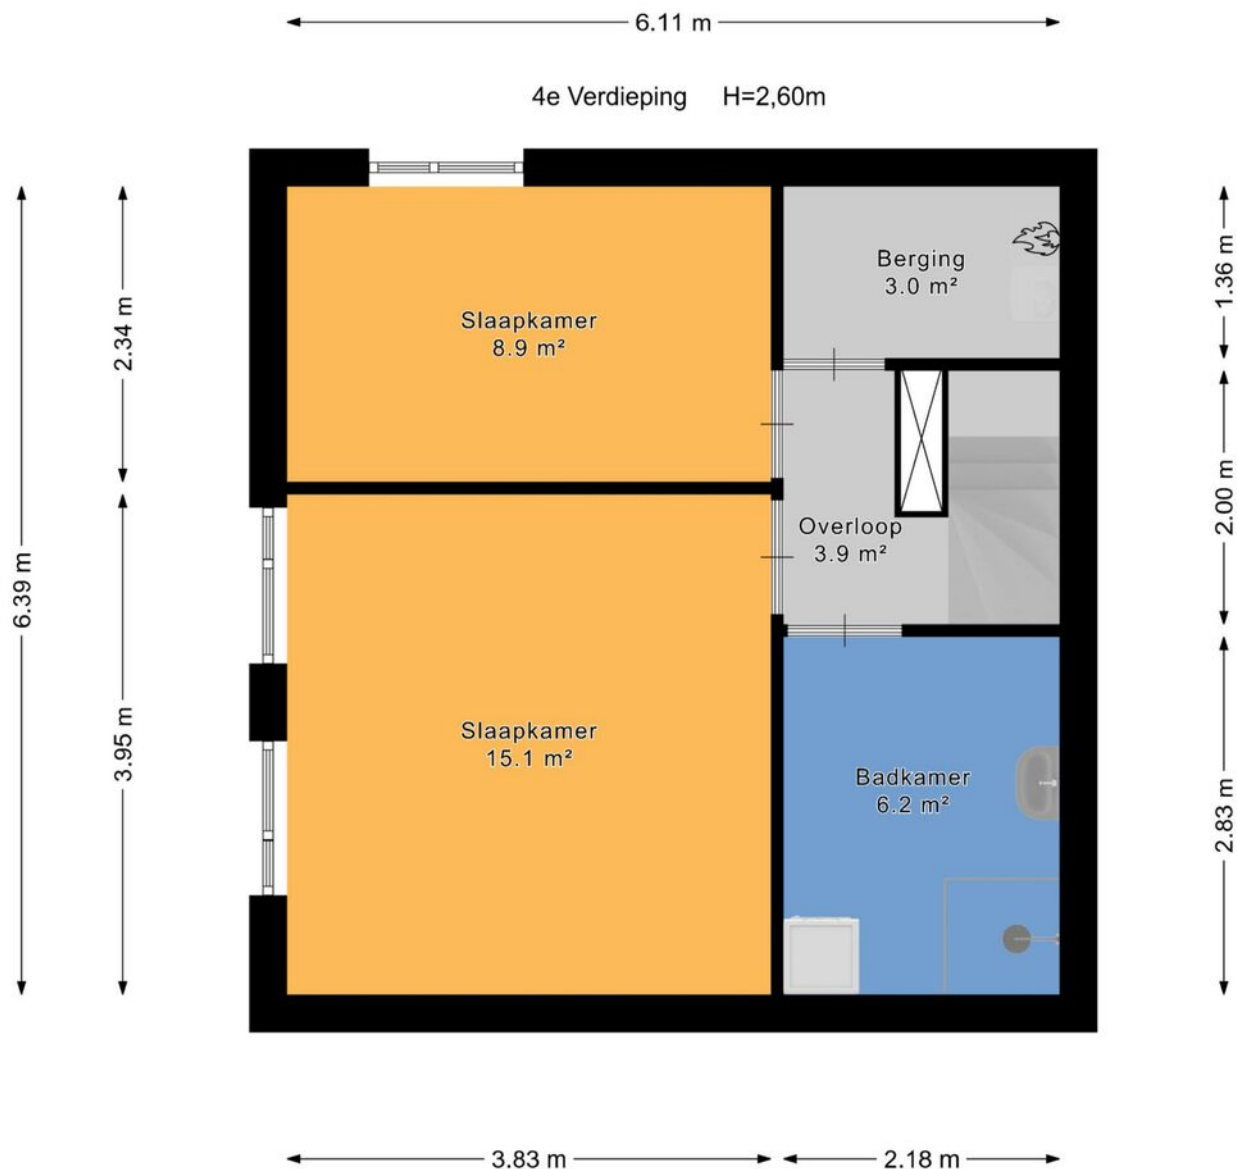 6.11 m
4e Verdieping H=2,60m
Slaapkamer
8.9 m²
Berging
3.0 m²
Overloop
3.9 m²
Slaapkamer
15.1 m²
Badkamer
6.2 m²
6.39 m
2.34 m
3.95 m
1.36 m
2.00 m
2.83 m
3.83 m
2.18 m